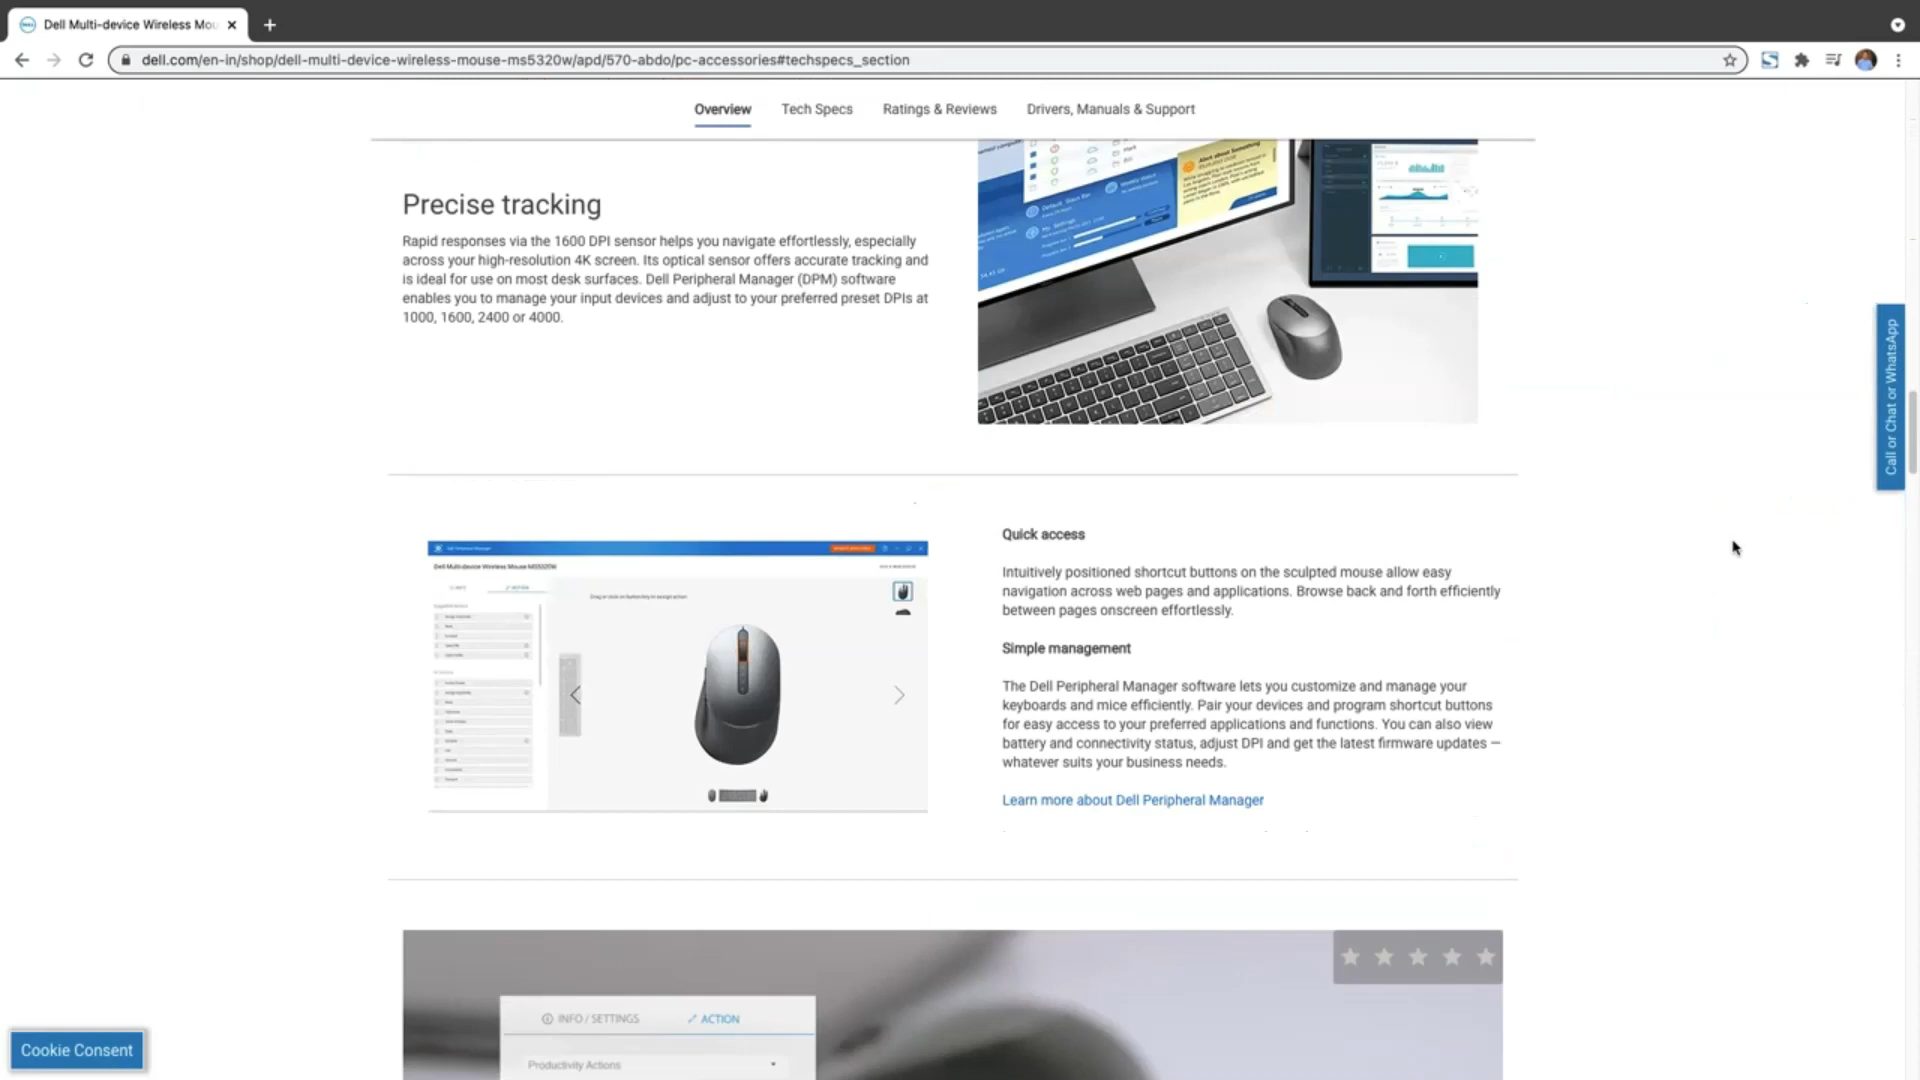 Dell Multi-device Wireless Mou
dell.com/en-in/shop/dell-multi-device-wireless-mouse-ms5320w/apd/570-abdo/pc-accessories#techspecs_section
Overview
Tech Specs
Ratings & Reviews
Drivers, Manuals & Support
Precise tracking
Rapid responses via the 1600 DPI sensor helps you navigate effortlessly, especially
across your high-resolution 4K screen. Its optical sensor offers accurate tracking and
is ideal for use on most desk surfaces. Dell Peripheral Manager (DPM) software
enables you to manage your input devices and adjust to your preferred preset DPIs at
1000, 1600, 2400 or 4000.
Alert about Something
Call or Chat or WhatsApp
Dell Multi-device Wireless Mouse MS5320W
Quick access
Intuitively positioned shortcut buttons on the sculpted mouse allow easy
navigation across web pages and applications. Browse back and forth efficiently
between pages onscreen effortlessly.
Simple management
The Dell Peripheral Manager software lets you customize and manage your
keyboards and mice efficiently. Pair your devices and program shortcut buttons
for easy access to your preferred applications and functions. You can also view
battery and connectivity status, adjust DPI and get the latest firmware updates —
whatever suits your business needs.
Learn more about Dell Peripheral Manager
INFO / SETTINGS
ACTION
Productivity Actions
Cookie Consent